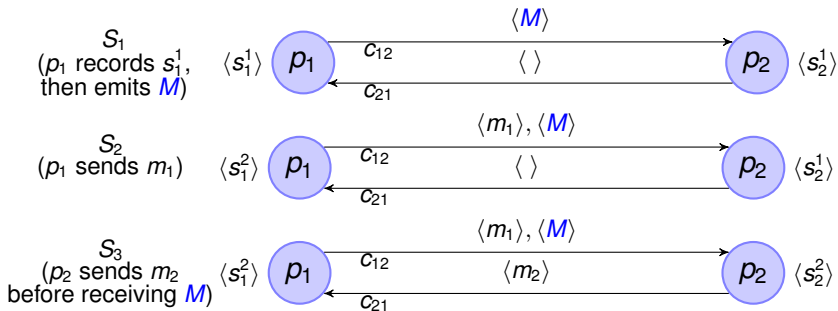 ⟨M⟩
S₁
(p₁ records s₁¹, then emits M)
⟨s₁¹⟩ p₁ c₁₂ ⟨ ⟩ p₂ ⟨s₂¹⟩
c₂₁
⟨m₁⟩, ⟨M⟩
S₂
(p₁ sends m₁)
⟨s₁²⟩ p₁ c₁₂ ⟨ ⟩ p₂ ⟨s₂¹⟩
c₂₁
⟨m₁⟩, ⟨M⟩
S₃
(p₂ sends m₂ before receiving M)
⟨s₁²⟩ p₁ c₁₂ ⟨m₂⟩ p₂ ⟨s₂²⟩
c₂₁